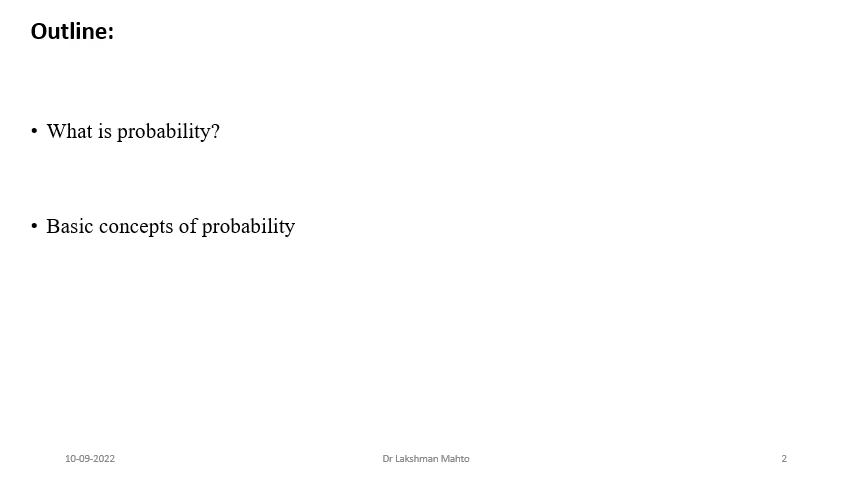 Outline:
• What is probability?
• Basic concepts of probability
10-09-2022
Dr Lakshman Mahto
2